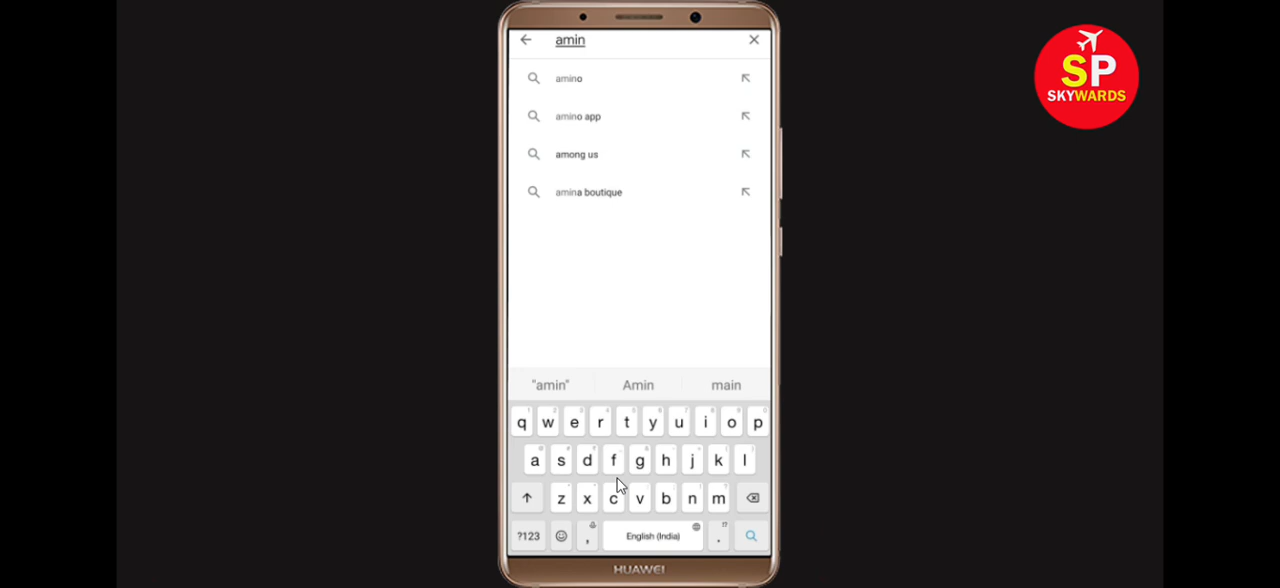 amin
amino
amino app
among us
amina boutique
"amin" Amin main
q w e r t y u i o p
a s d f g h j k l
z x c v b n m
?123 , English (India) .
HUAWEI
SP
SKYWARDS